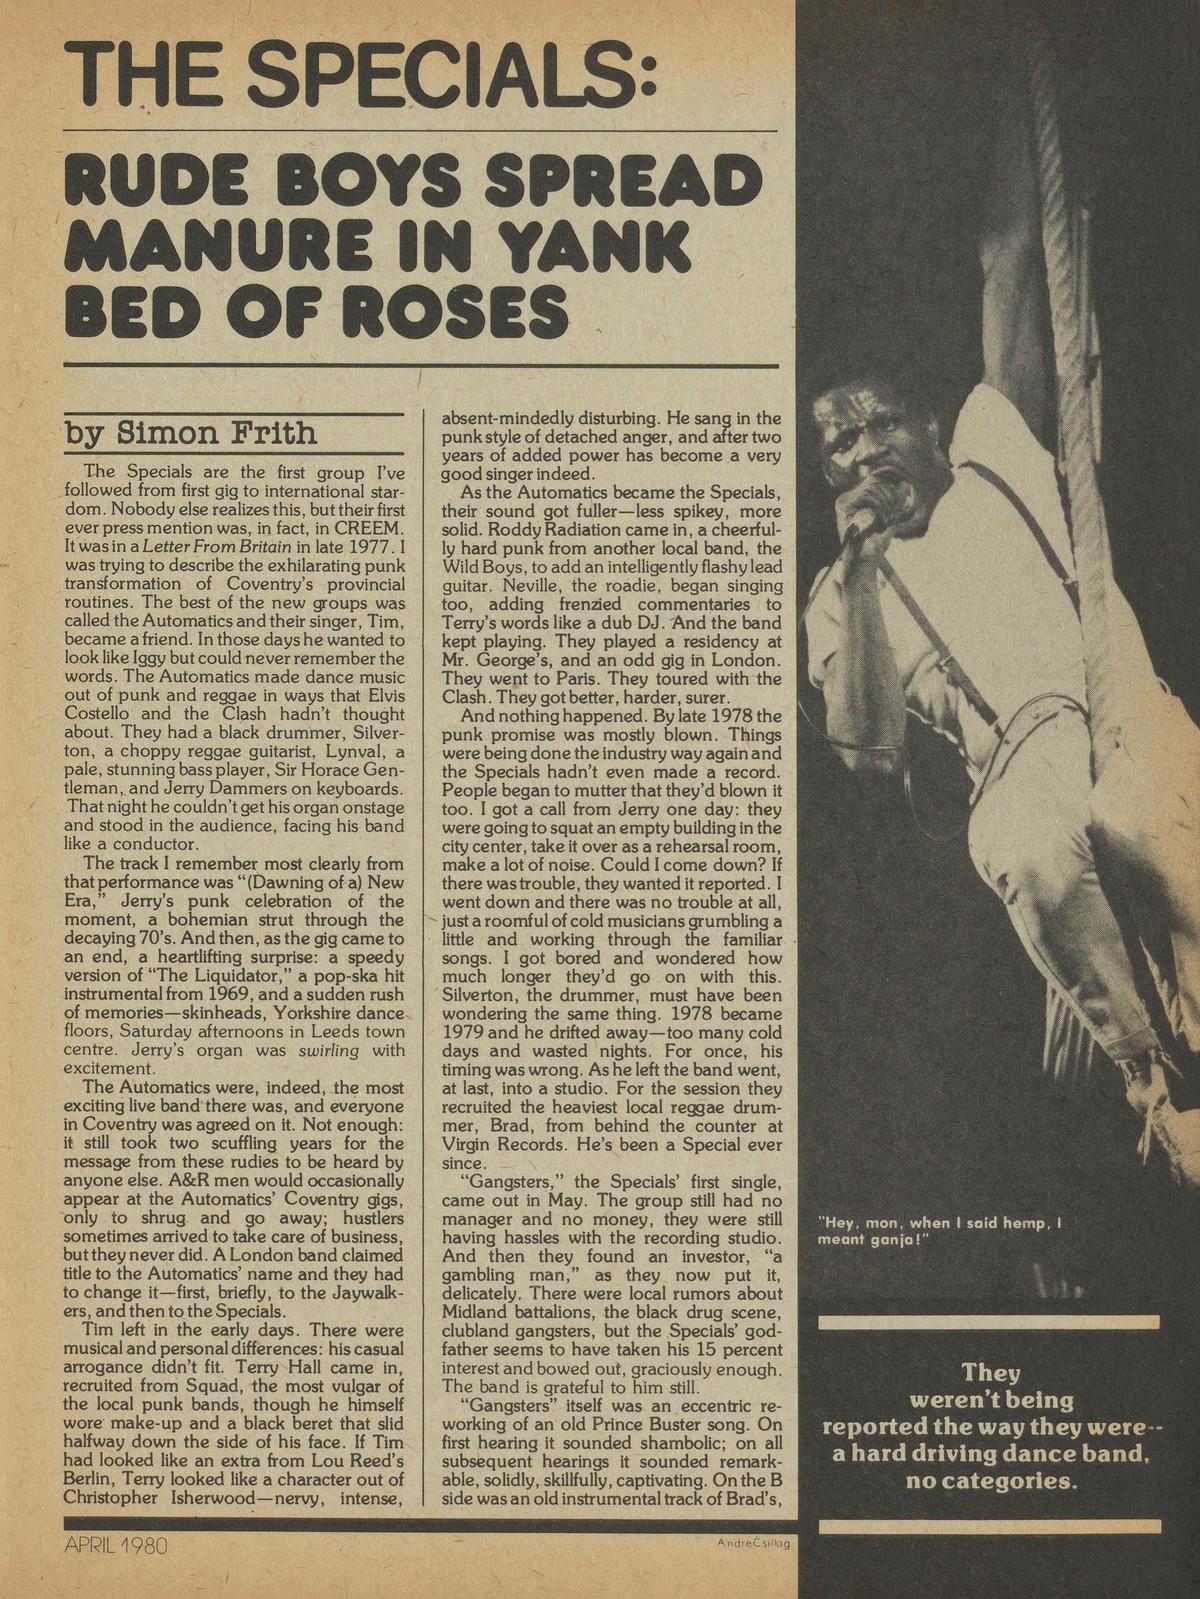 THE SPECIALS:
RUDE BOYS SPREAD
MANURE IN YANK
BED OF ROSES
by Simon Frith
The Specials are the first group I've
followed from first gig to international star-
dom. Nobody else realizes this, but their first
ever press mention was, in fact, in CREEM.
It was in a Letter From Britain in late 1977. I
was trying to describe the exhilarating punk
transformation of Coventry's provincial
routines. The best of the new groups was
called the Automatics and their singer, Tim,
became a friend. In those days he wanted to
look like Iggy but could never remember the
words. The Automatics made dance music
out of punk and reggae in ways that Elvis
Costello and the Clash hadn't thought
about. They had a black drummer, Silver-
ton, a choppy reggae guitarist, Lynval, a
pale, stunning bass player, Sir Horace Gen-
tleman, and Jerry Dammers on keyboards.
That night he couldn't get his organ onstage
and stood in the audience, facing his band
like a conductor.
The track I remember most clearly from
that performance was "(Dawning of a) New
Era," Jerry's punk celebration of the
moment, a bohemian strut through the
decaying 70's. And then, as the gig came to
an end, a heartlifting surprise: a speedy
version of "The Liquidator," a pop-ska hit
instrumental from 1969, and a sudden rush
of memories—skinheads, Yorkshire dance
floors, Saturday afternoons in Leeds town
centre. Jerry's organ was swirling with
excitement.
The Automatics were, indeed, the most
exciting live band there was, and everyone
in Coventry was agreed on it. Not enough:
it still took two scuffling years for the
message from these rudies to be heard by
anyone else. A&R men would occasionally
appear at the Automatics' Coventry gigs,
only to shrug and go away; hustlers
sometimes arrived to take care of business,
but they never did. A London band claimed
title to the Automatics' name and they had
to change it—first, briefly, to the Jaywalk-
ers, and then to the Specials.
Tim left in the early days. There were
musical and personal differences: his casual
arrogance didn't fit. Terry Hall came in,
recruited from Squad, the most vulgar of
the local punk bands, though he himself
wore make-up and a black beret that slid
halfway down the side of his face. If Tim
had looked like an extra from Lou Reed's
Berlin, Terry looked like a character out of
Christopher Isherwood—nervy, intense,
absent-mindedly disturbing. He sang in the
punk style of detached anger, and after two
years of added power has become a very
good singer indeed.
As the Automatics became the Specials,
their sound got fuller—less spikey, more
solid. Roddy Radiation came in, a cheerful-
ly hard punk from another local band, the
Wild Boys, to add an intelligently flashy lead
guitar. Neville, the roadie, began singing
too, adding frenzied commentaries to
Terry's words like a dub DJ. And the band
kept playing. They played a residency at
Mr. George's, and an odd gig in London.
They went to Paris. They toured with the
Clash. They got better, harder, surer.
And nothing happened. By late 1978 the
punk promise was mostly blown. Things
were being done the industry way again and
the Specials hadn't even made a record.
People began to mutter that they'd blown it
too. I got a call from Jerry one day: they
were going to squat an empty building in the
city center, take it over as a rehearsal room,
make a lot of noise. Could I come down? If
there was trouble, they wanted it reported. I
went down and there was no trouble at all,
just a roomful of cold musicians grumbling a
little and working through the familiar
songs. I got bored and wondered how
much longer they'd go on with this.
Silverton, the drummer, must have been
wondering the same thing. 1978 became
1979 and he drifted away—too many cold
days and wasted nights. For once, his
timing was wrong. As he left the band went,
at last, into a studio. For the session they
recruited the heaviest local reggae drum-
mer, Brad, from behind the counter at
Virgin Records. He's been a Special ever
since.
"Gangsters," the Specials' first single,
came out in May. The group still had no
manager and no money, they were still
having hassles with the recording studio.
And then they found an investor, "a
gambling man," as they now put it,
delicately. There were local rumors about
Midland battalions, the black drug scene,
clubland gangsters, but the Specials' god-
father seems to have taken his 15 percent
interest and bowed out, graciously enough.
The band is grateful to him still.
"Gangsters" itself was an eccentric re-
working of an old Prince Buster song. On
first hearing it sounded shambolic; on all
subsequent hearings it sounded remark-
able, solidly, skillfully, captivating. On the B
side was an old instrumental track of Brad's,
"Hey, mon, when I said hemp, I
meant ganja!"
They
weren't being
reported the way they were--
a hard driving dance band,
no categories.
APRIL 1980
Andre Csillag